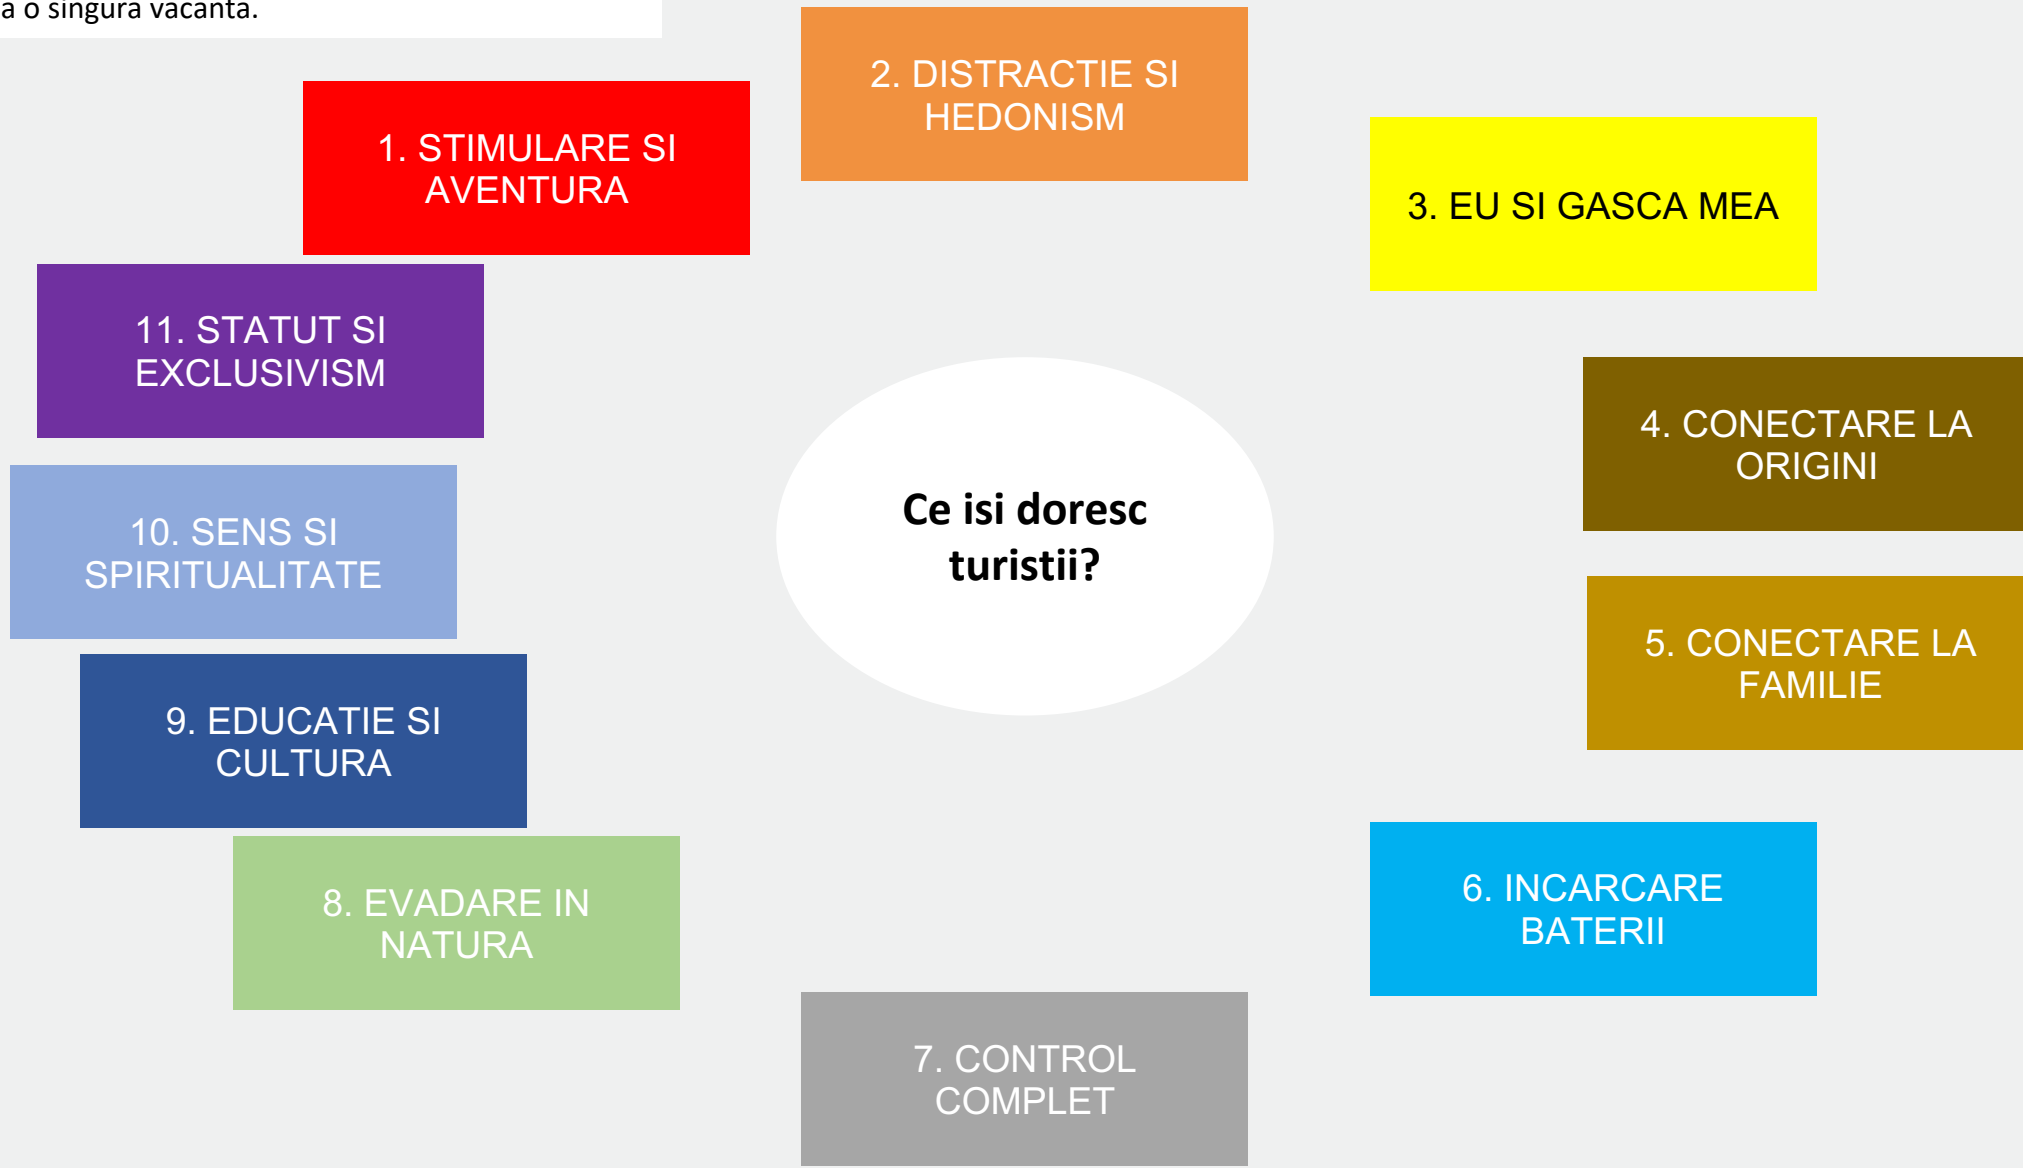 a o singura vacanta.
2. DISTRACTIE SI
HEDONISM
1. STIMULARE SI
AVENTURA
3. EU SI GASCA MEA
11. STATUT SI
EXCLUSIVISM
4. CONECTARE LA
ORIGINI
Ce isi doresc
turistii?
10. SENS SI
SPIRITUALITATE
5. CONECTARE LA
FAMILIE
9. EDUCATIE SI
CULTURA
6. INCARCARE
BATERII
8. EVADARE IN
NATURA
7. CONTROL
COMPLET